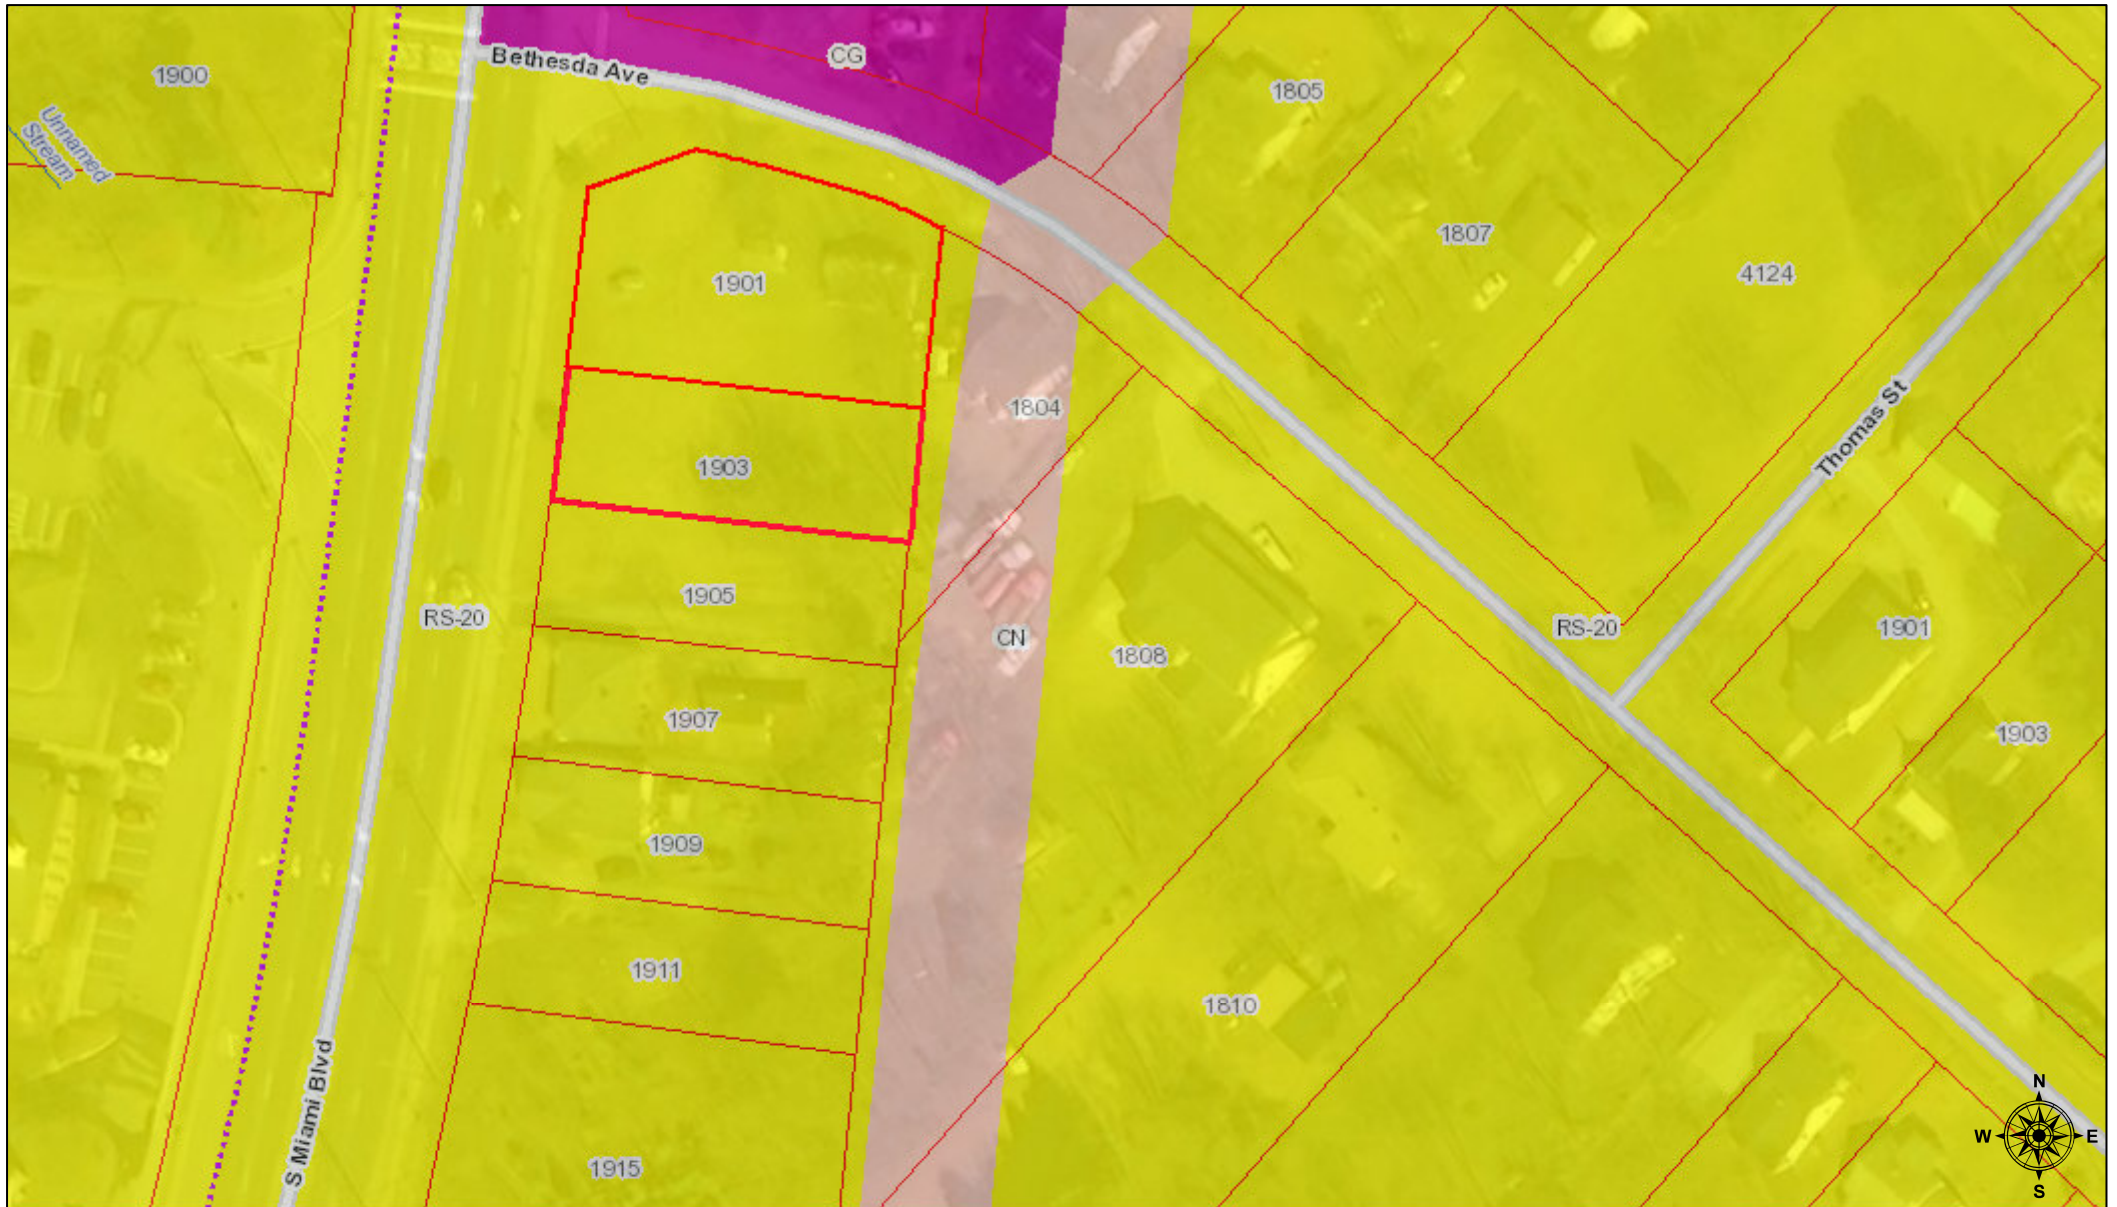 1900
Bethesda Ave
CG
1805
Unnamed
Stream
1807
4124
1901
1804
Thomas St
1903
1905
RS-20
CN
1808
RS-20
1901
1907
1903
1909
1911
1810
S Miami Blvd
1915
N
W E
S